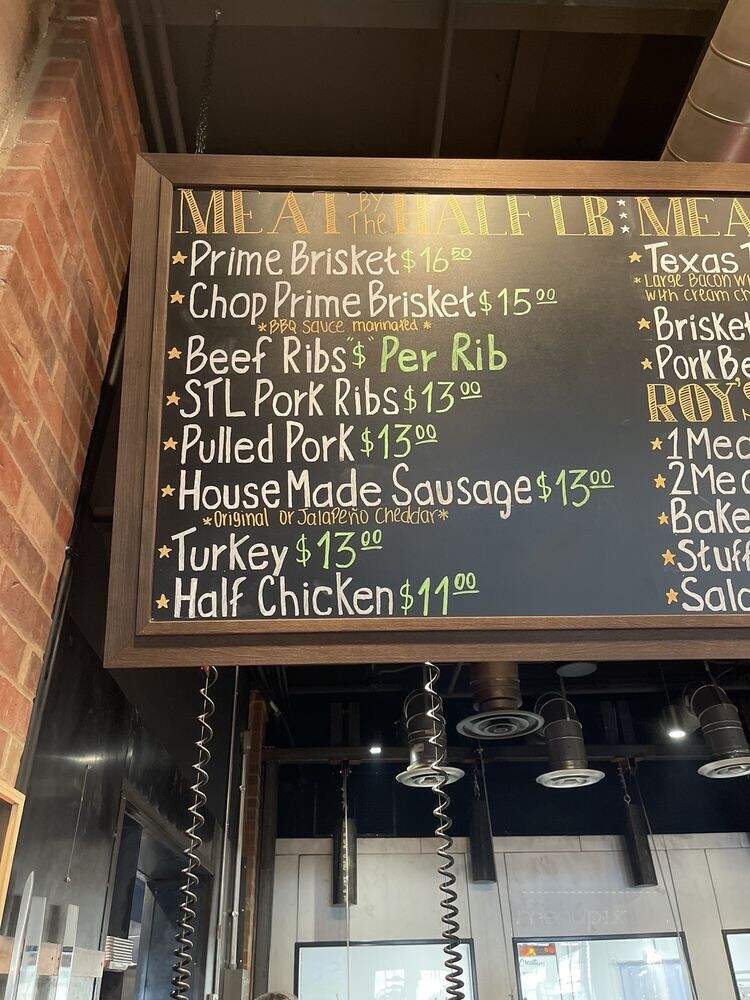 MEAT BY The HALF LB
★ Prime Brisket $16 50
★ Chop Prime Brisket $15 00
*BBQ sauce marinated*
★ Beef Ribs "$" Per Rib
★ STL Pork Ribs $13 00
★ Pulled Pork $13 00
★ House Made Sausage $13 00
*Original Or Jalapeño Cheddar*
★ Turkey $13 00
★ Half Chicken $11 00
MEA
★ Texas T
*Large Bacon w
with cream ch
★ Brisket
★ Pork Be
ROY'S
★ 1 Mea
★ 2 Mea
★ Bake
★ Stuff
★ Sala